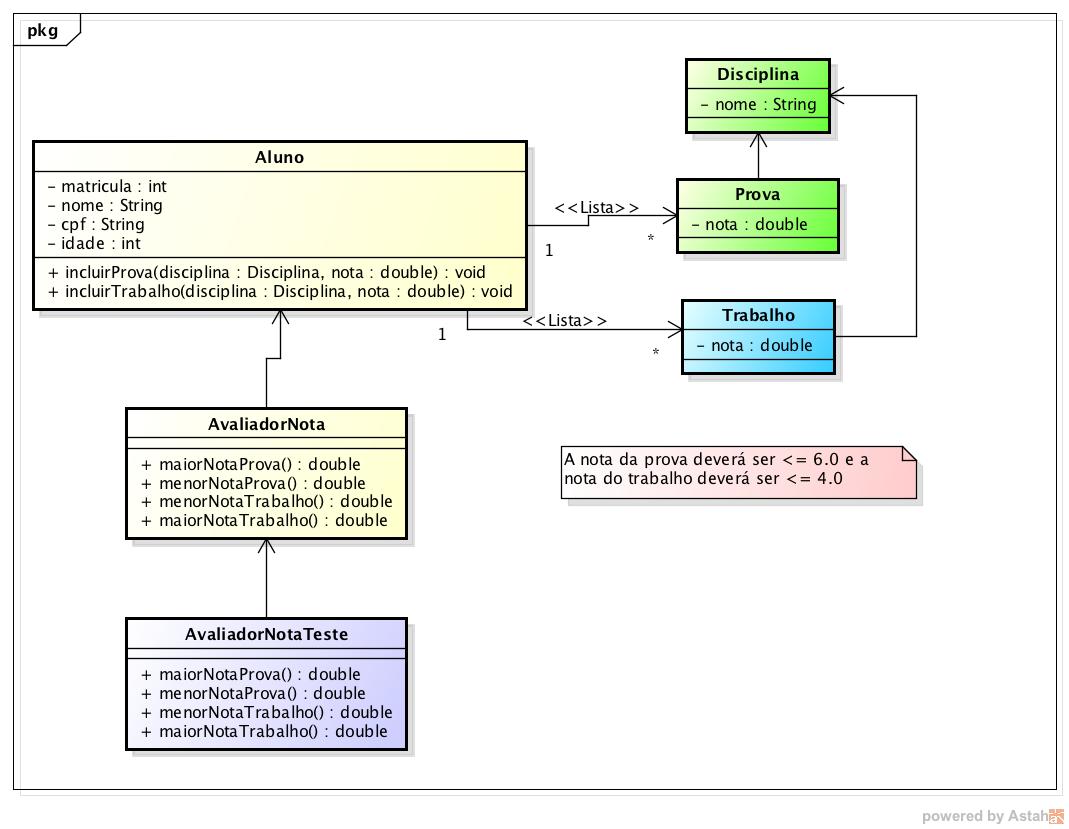 pkg
Disciplina
- nome : String
Aluno
- matricula : int
- nome : String
- cpf : String
- idade : int
+ incluirProva(disciplina : Disciplina, nota : double) : void
+ incluirTrabalho(disciplina : Disciplina, nota : double) : void
<<Lista>>
1
*
Prova
- nota : double
<<Lista>>
1
*
Trabalho
- nota : double
AvaliadorNota
+ maiorNotaProva() : double
+ menorNotaProva() : double
+ menorNotaTrabalho() : double
+ maiorNotaTrabalho() : double
A nota da prova deverá ser <= 6.0 e a
nota do trabalho deverá ser <= 4.0
AvaliadorNotaTeste
+ maiorNotaProva() : double
+ menorNotaProva() : double
+ menorNotaTrabalho() : double
+ maiorNotaTrabalho() : double
powered by Astah